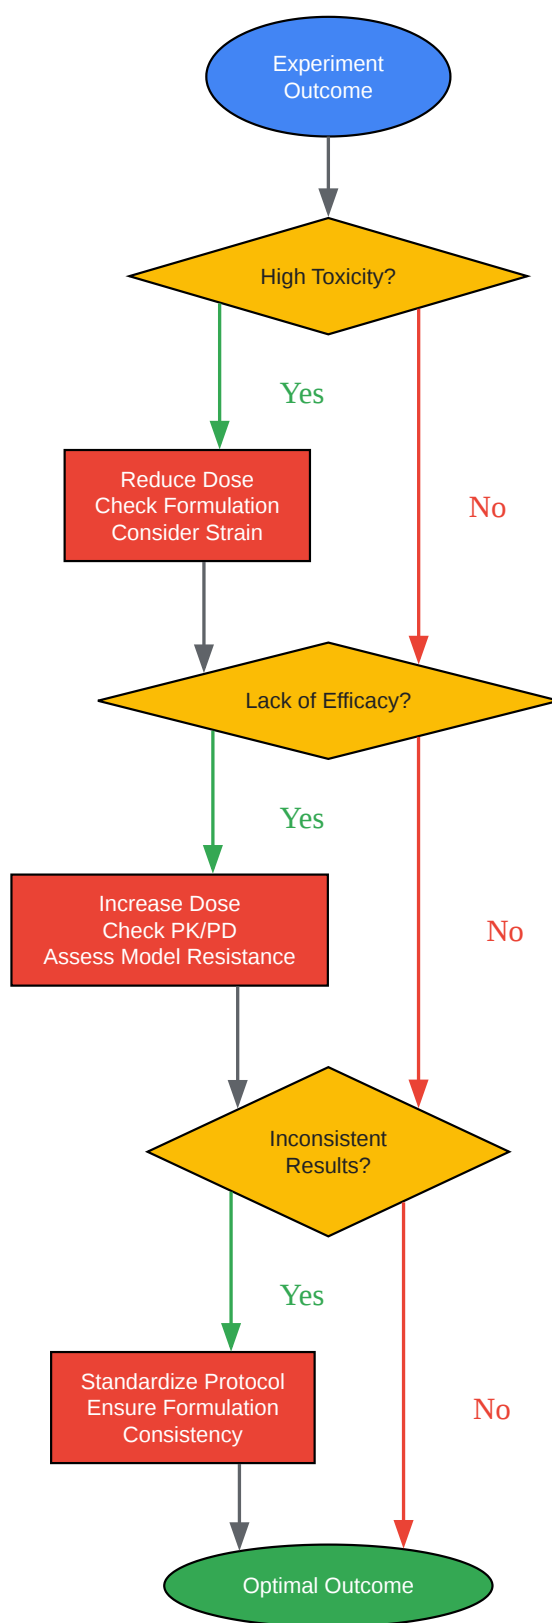 Experiment
Outcome
High Toxicity?
Yes
Reduce Dose
Check Formulation
Consider Strain
No
Lack of Efficacy?
Yes
Increase Dose
Check PK/PD
Assess Model Resistance
No
Inconsistent
Results?
Yes
Standardize Protocol
Ensure Formulation
Consistency
No
Optimal Outcome